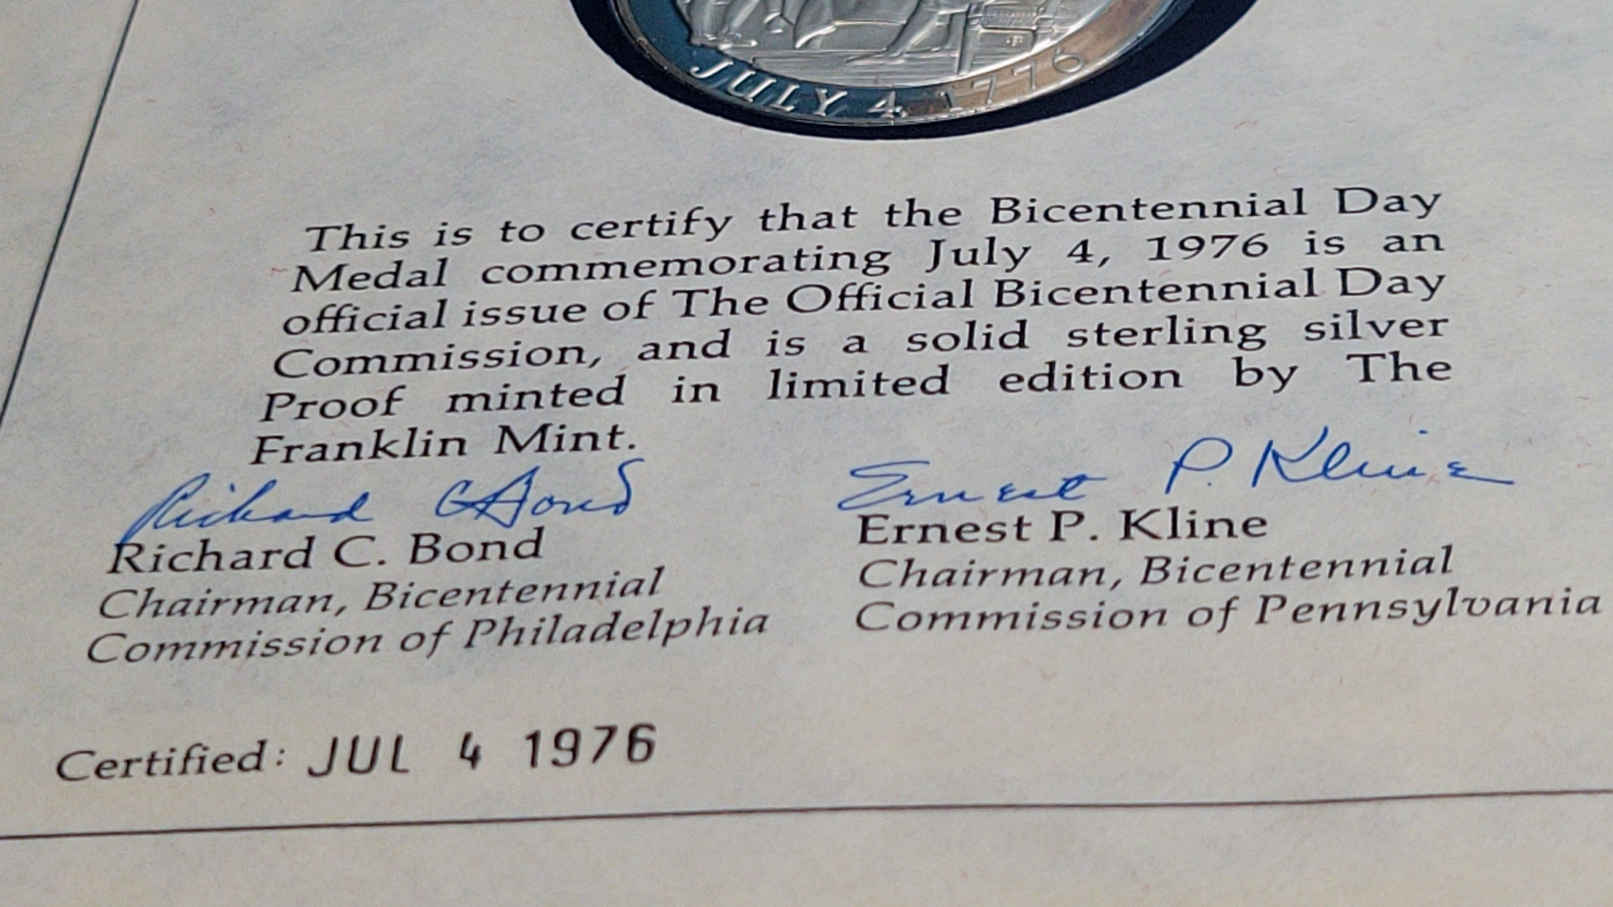 JULY 4 1776
This is to certify that the Bicentennial Day
Medal commemorating July 4, 1976 is an
official issue of The Official Bicentennial Day
Commission, and is a solid sterling silver
Proof minted in limited edition by The
Franklin Mint.
Richard C Bond Ernest P. Kline
Richard C. Bond Ernest P. Kline
Chairman, Bicentennial Chairman, Bicentennial
Commission of Philadelphia Commission of Pennsylvania
Certified: JUL 4 1976